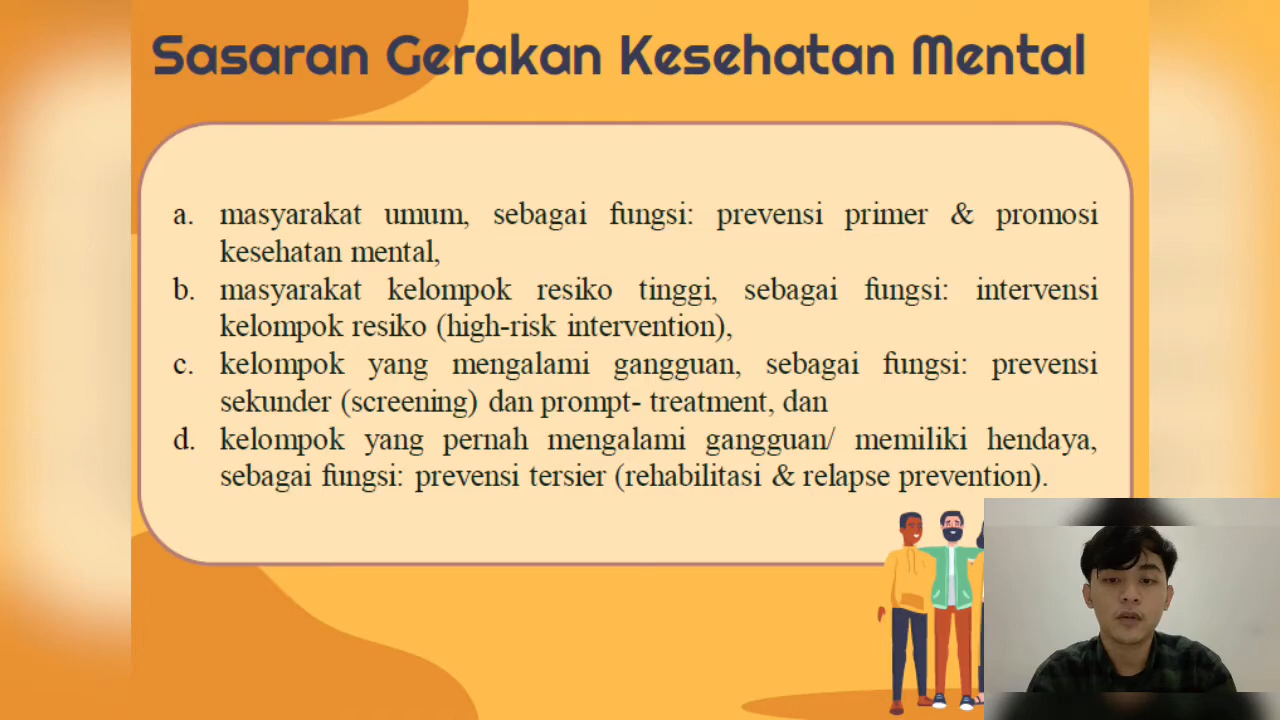 Sasaran Gerakan Kesehatan Mental
a. masyarakat umum, sebagai fungsi: prevensi primer & promosi
kesehatan mental,
b. masyarakat kelompok resiko tinggi, sebagai fungsi: intervensi
kelompok resiko (high-risk intervention),
c. kelompok yang mengalami gangguan, sebagai fungsi: prevensi
sekunder (screening) dan prompt- treatment, dan
d. kelompok yang pernah mengalami gangguan/ memiliki hendaya,
sebagai fungsi: prevensi tersier (rehabilitasi & relapse prevention).